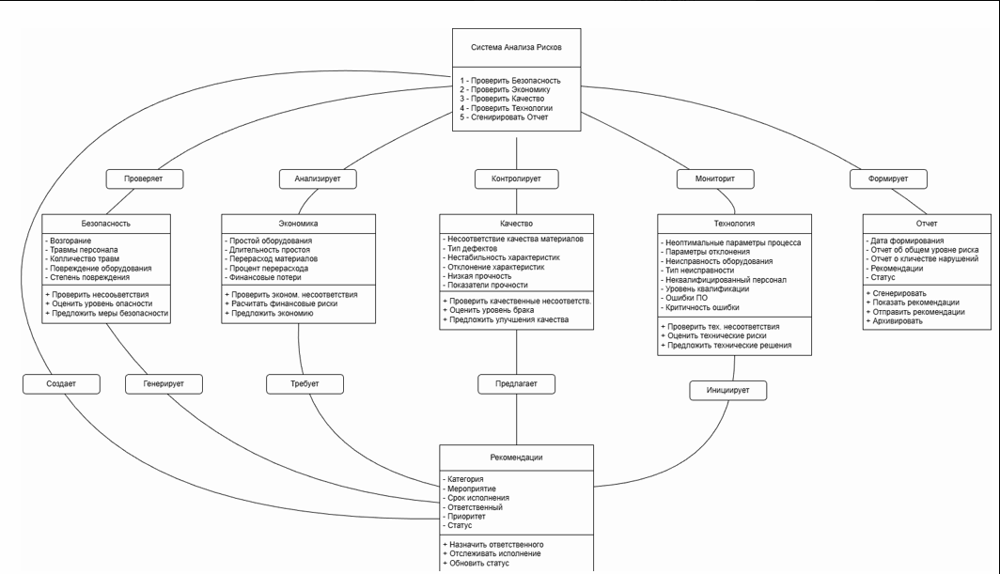 Система Анализа Рисков
1 - Проверить Безопасность
2 - Проверить Экономику
3 - Проверить Качество
4 - Проверить Технологии
5 - Сгенирировать Отчет
Проверяет
Анализирует
Контролирует
Мониторит
Формирует
Безопасность
- Возгорание
- Травмы персонала
- Колличество травм
- Повреждение оборудования
- Степень повреждения
+ Проверить несооьветствия
+ Оценить уровень опасности
+ Предложить меры безопасности
Экономика
- Простой оборудования
- Длительность простоя
- Перерасход материалов
- Процент перерасхода
- Финансовые потери
+ Проверить эконом. несоответствия
+ Расчитать финансовые риски
+ Предложить экономию
Качество
- Несоответствие качества материалов
- Тип дефектов
- Нестабильность характеристик
- Отклонение характеристик
- Низкая прочность
- Показатели прочности
+ Проверить качественные несоответств.
+ Оценить уровень брака
+ Предложить улучшения качества
Технология
- Неоптимальные параметры процесса
- Параметры отклонения
- Неисправность оборудования
- Тип неисправности
- Неквалифицированный персонал
- Уровень квалификации
- Ошибки ПО
- Критичность ошибки
+ Проверить тех. несоответствия
+ Оценить технические риски
+ Предложить технические решения
Отчет
- Дата формирования
- Отчет об общем уровне риска
- Отчет о кличестве нарушений
- Рекомендации
- Статус
+ Сгенерировать
+ Показать рекомендации
+ Отправить рекомендации
+ Архивировать
Создает
Генерирует
Требует
Предлагает
Инициирует
Рекомендации
- Категория
- Мероприятие
- Срок исполнения
- Ответственный
- Приоритет
- Статус
+ Назначить ответственного
+ Отслеживать исполнение
+ Обновить статус